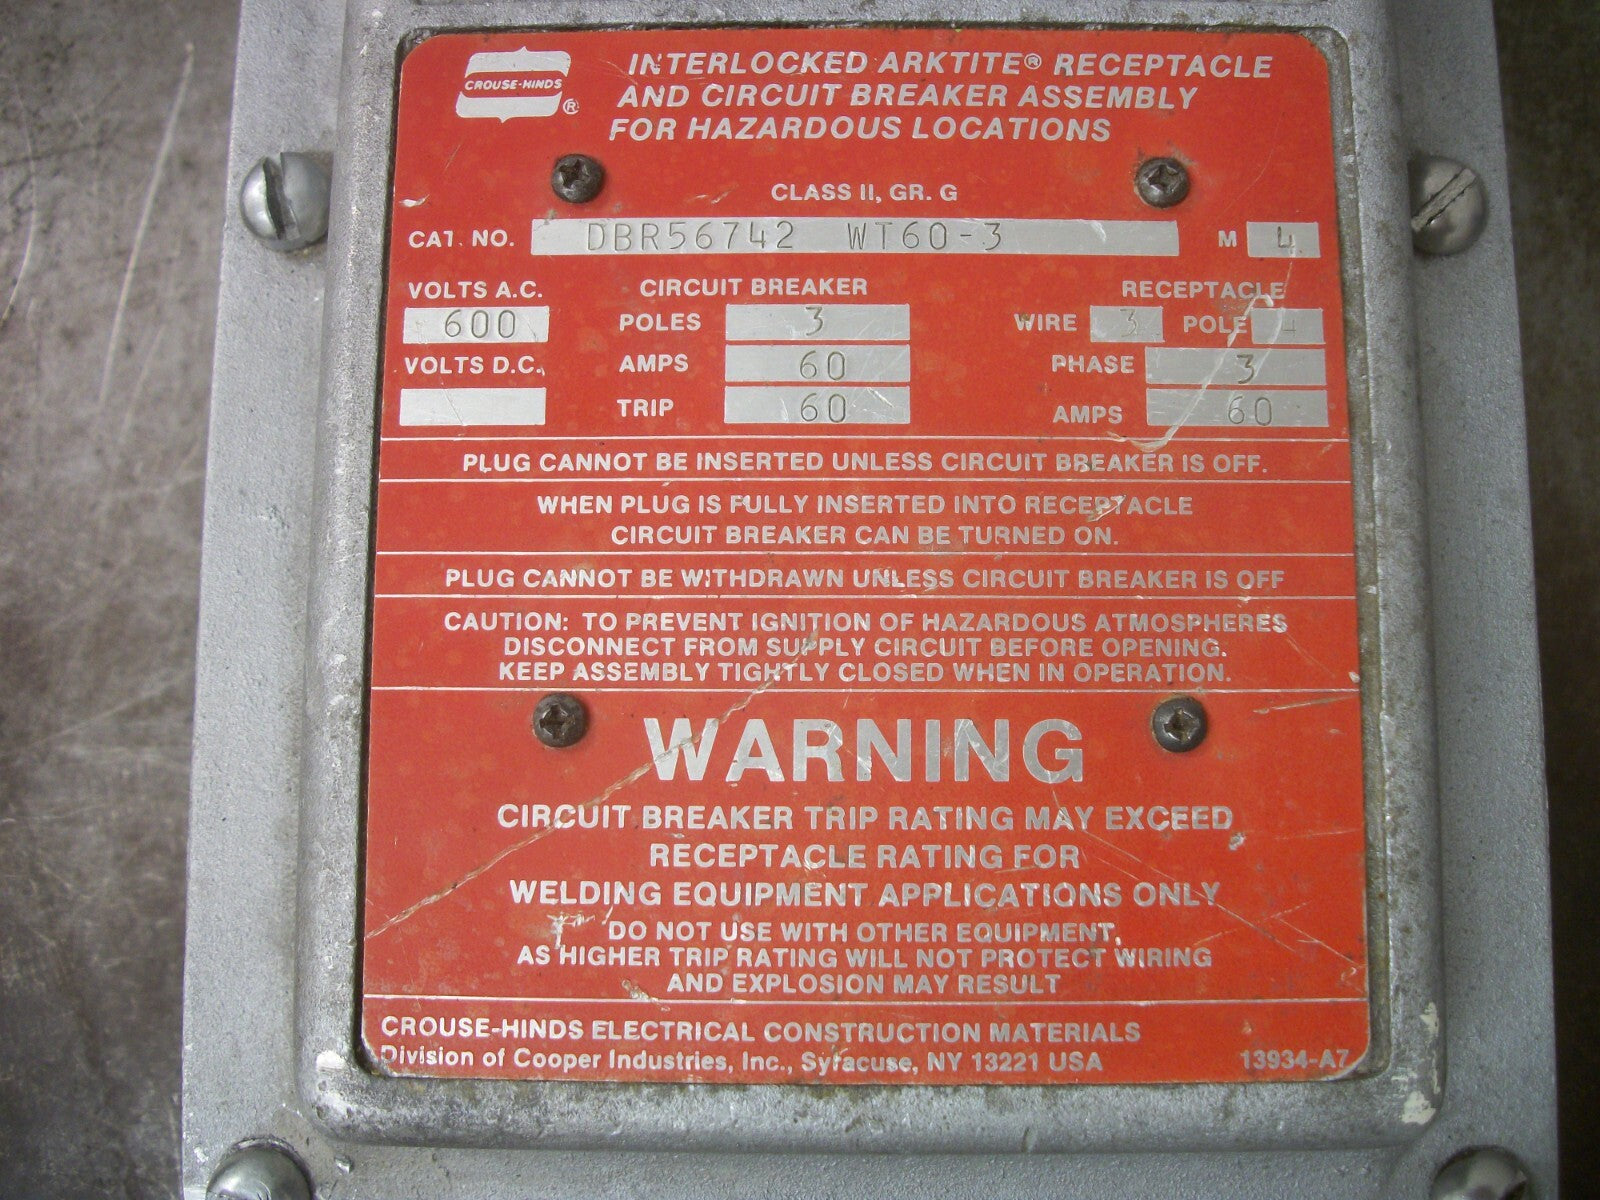 CROUSE-HINDS ®
INTERLOCKED ARKTITE® RECEPTACLE
AND CIRCUIT BREAKER ASSEMBLY
FOR HAZARDOUS LOCATIONS
CLASS II, GR. G
CAT. NO. DBR56742 WT60-3 M 4
VOLTS A.C. CIRCUIT BREAKER RECEPTACLE
600 POLES 3 WIRE 3 POLE 4
VOLTS D.C. AMPS 60 PHASE 3
TRIP 60 AMPS 60
PLUG CANNOT BE INSERTED UNLESS CIRCUIT BREAKER IS OFF.
WHEN PLUG IS FULLY INSERTED INTO RECEPTACLE
CIRCUIT BREAKER CAN BE TURNED ON.
PLUG CANNOT BE WITHDRAWN UNLESS CIRCUIT BREAKER IS OFF
CAUTION: TO PREVENT IGNITION OF HAZARDOUS ATMOSPHERES
DISCONNECT FROM SUPPLY CIRCUIT BEFORE OPENING.
KEEP ASSEMBLY TIGHTLY CLOSED WHEN IN OPERATION.
WARNING
CIRCUIT BREAKER TRIP RATING MAY EXCEED
RECEPTACLE RATING FOR
WELDING EQUIPMENT APPLICATIONS ONLY
DO NOT USE WITH OTHER EQUIPMENT,
AS HIGHER TRIP RATING WILL NOT PROTECT WIRING
AND EXPLOSION MAY RESULT
CROUSE-HINDS ELECTRICAL CONSTRUCTION MATERIALS
Division of Cooper Industries, Inc., Syracuse, NY 13221 USA 13934-A7